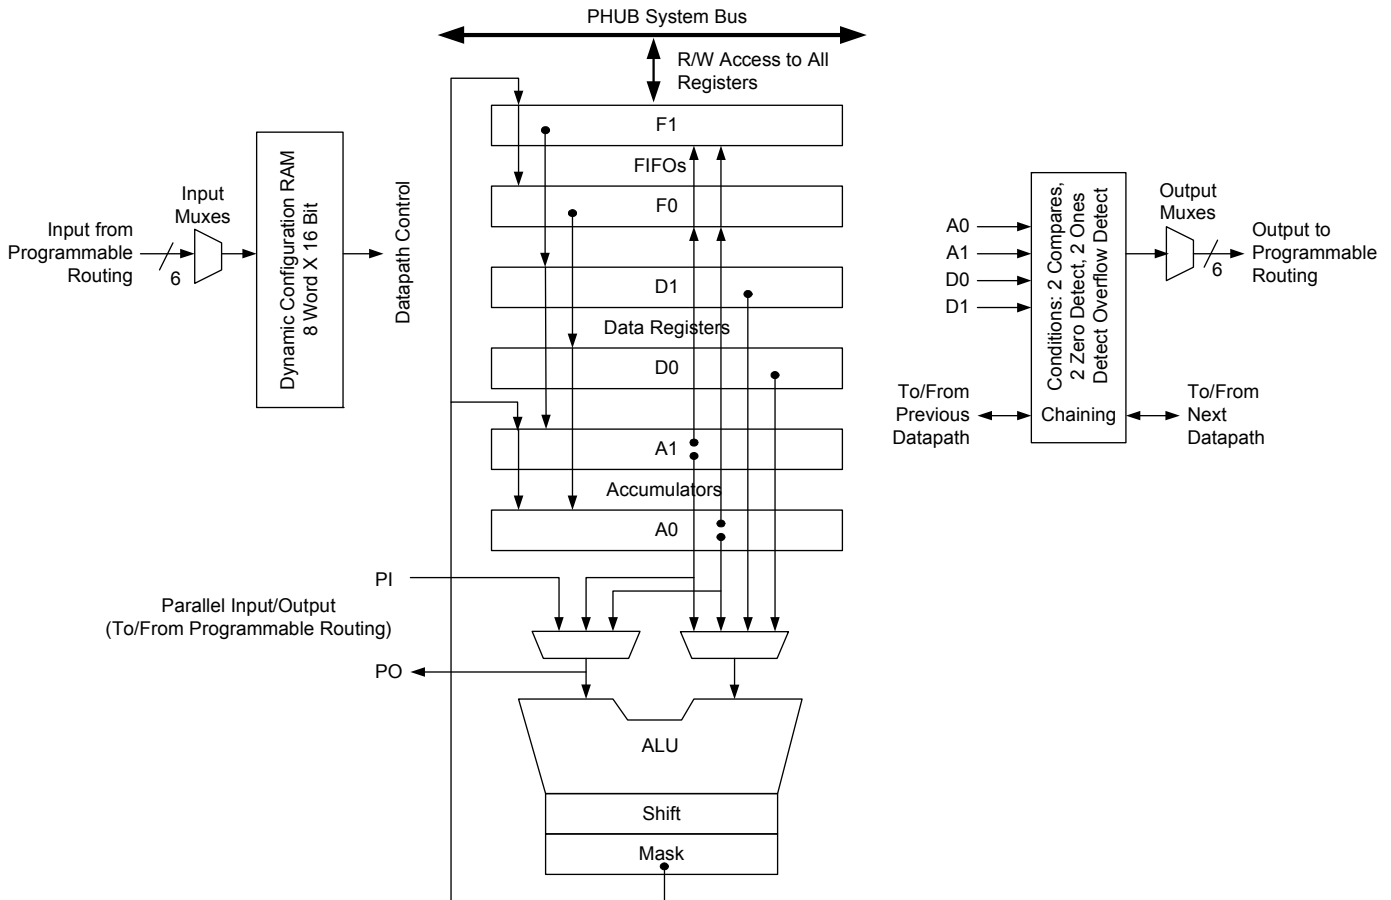 PHUB System Bus
R/W Access to All
Registers
F1
FIFOs
F0
D1
Data Registers
D0
A1
Accumulators
A0
Input from
Programmable
Routing
6
Input
Muxes
Dynamic Configuration RAM
8 Word X 16 Bit
Datapath Control
PI
Parallel Input/Output
(To/From Programmable Routing)
PO
ALU
Shift
Mask
A0
A1
D0
D1
Conditions: 2 Compares,
2 Zero Detect, 2 Ones
Detect Overflow Detect
Chaining
To/From
Previous
Datapath
To/From
Next
Datapath
Output
Muxes
6
Output to
Programmable
Routing